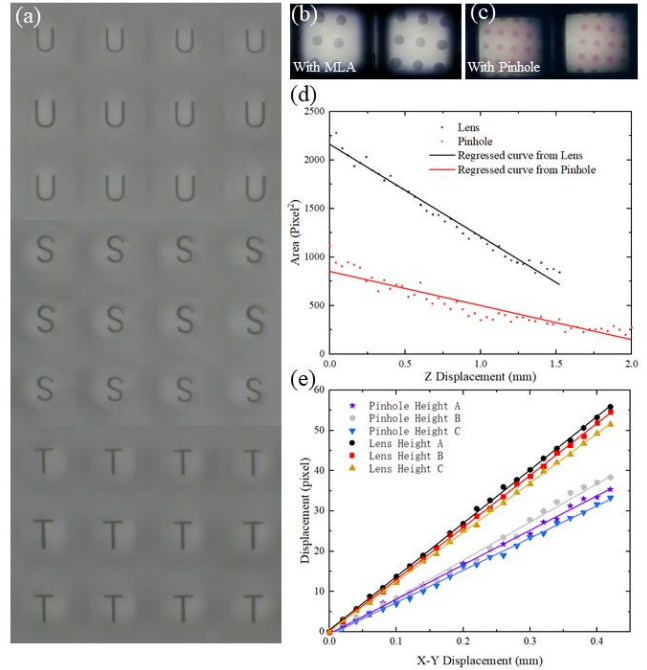 (a)
U U U U
U U U U
U U U U
S S S S
S S S S
S S S S
T T T T
T T T T
T T T T
(b)
With MLA
(c)
With Pinhole
(d)
2500
2000
1500
1000
500
0
Area (Pixel²)
Lens
Pinhole
Regressed curve from Lens
Regressed curve from Pinhole
0.0 0.5 1.0 1.5 2.0
Z Displacement (mm)
(e)
60
50
40
30
20
10
0
Displacement (pixel)
Pinhole Height A
Pinhole Height B
Pinhole Height C
Lens Height A
Lens Height B
Lens Height C
0.0 0.1 0.2 0.3 0.4
X-Y Displacement (mm)